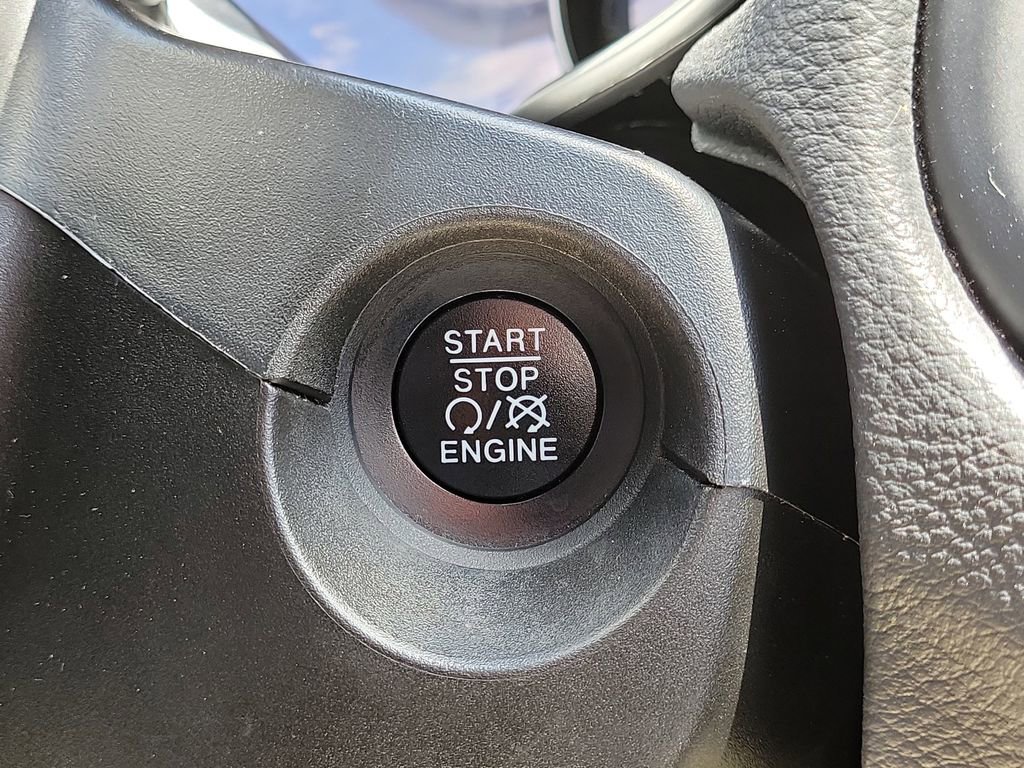 START
STOP
/
ENGINE